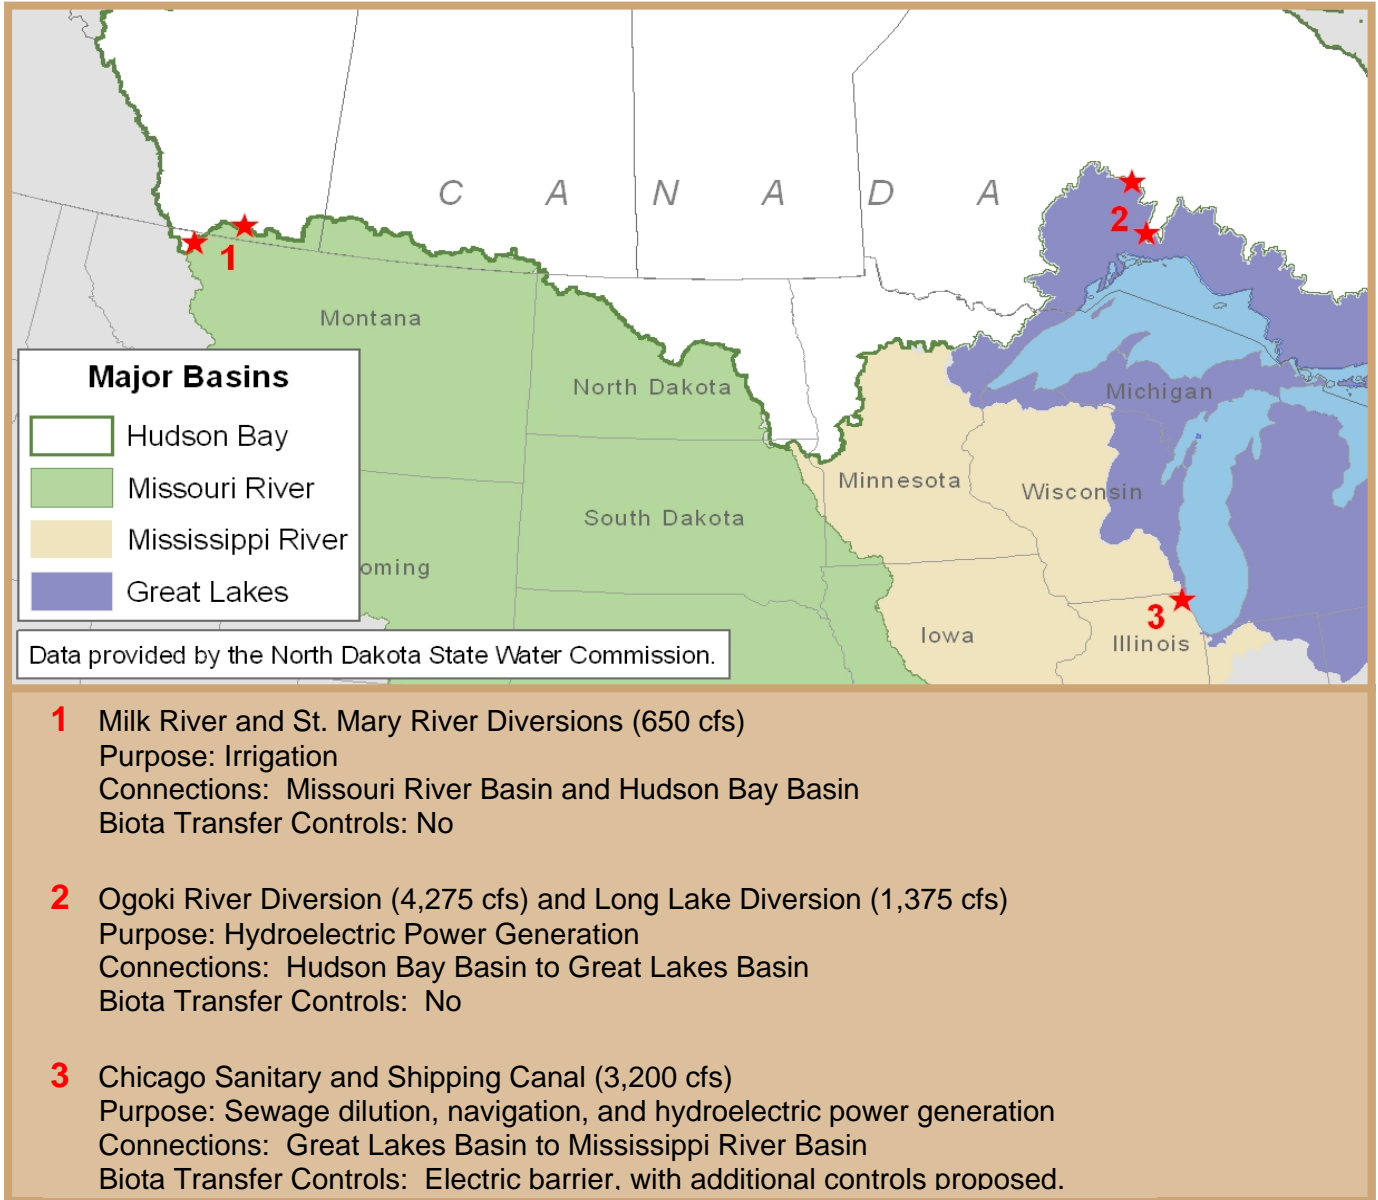 C A N A D A
2
1
Montana
Major Basins
Hudson Bay
Missouri River
Mississippi River
Great Lakes
North Dakota
Michigan
Minnesota
Wisconsin
South Dakota
oming
3
Iowa
Illinois
Data provided by the North Dakota State Water Commission.
1 Milk River and St. Mary River Diversions (650 cfs)
Purpose: Irrigation
Connections: Missouri River Basin and Hudson Bay Basin
Biota Transfer Controls: No
2 Ogoki River Diversion (4,275 cfs) and Long Lake Diversion (1,375 cfs)
Purpose: Hydroelectric Power Generation
Connections: Hudson Bay Basin to Great Lakes Basin
Biota Transfer Controls: No
3 Chicago Sanitary and Shipping Canal (3,200 cfs)
Purpose: Sewage dilution, navigation, and hydroelectric power generation
Connections: Great Lakes Basin to Mississippi River Basin
Biota Transfer Controls: Electric barrier, with additional controls proposed.